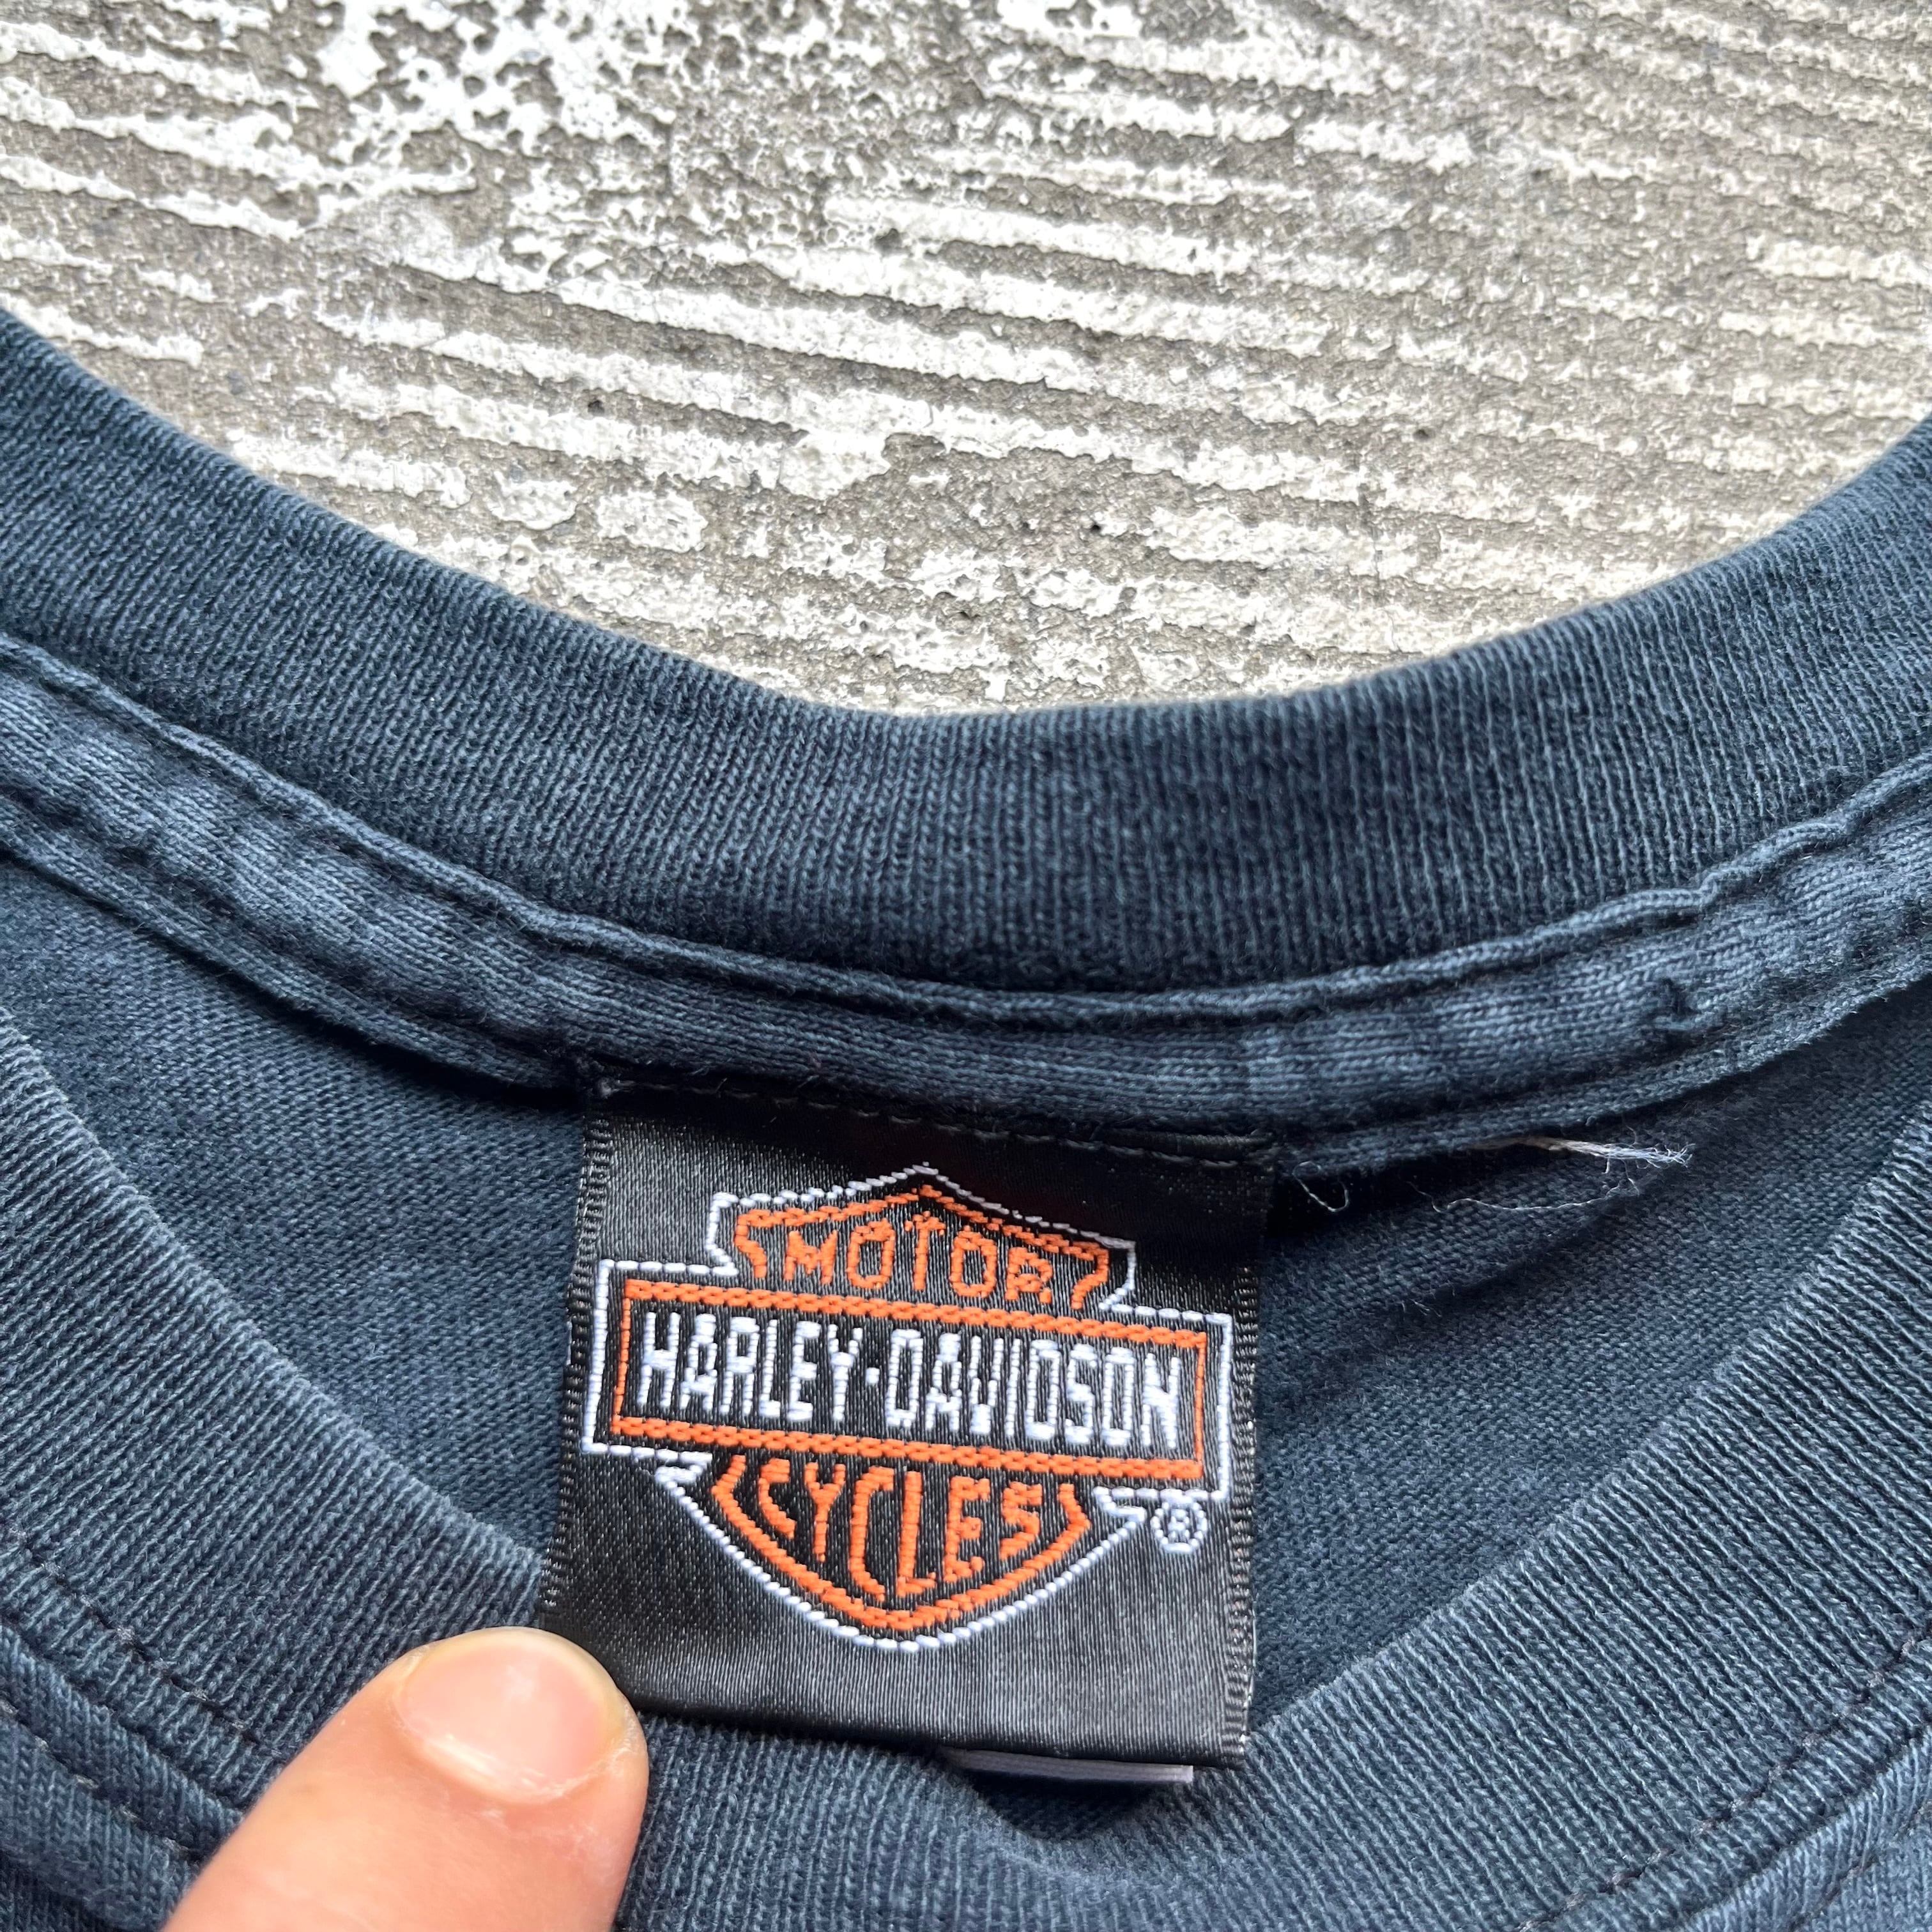 MOTOR
HARLEY-DAVIDSON
CYCLES
®